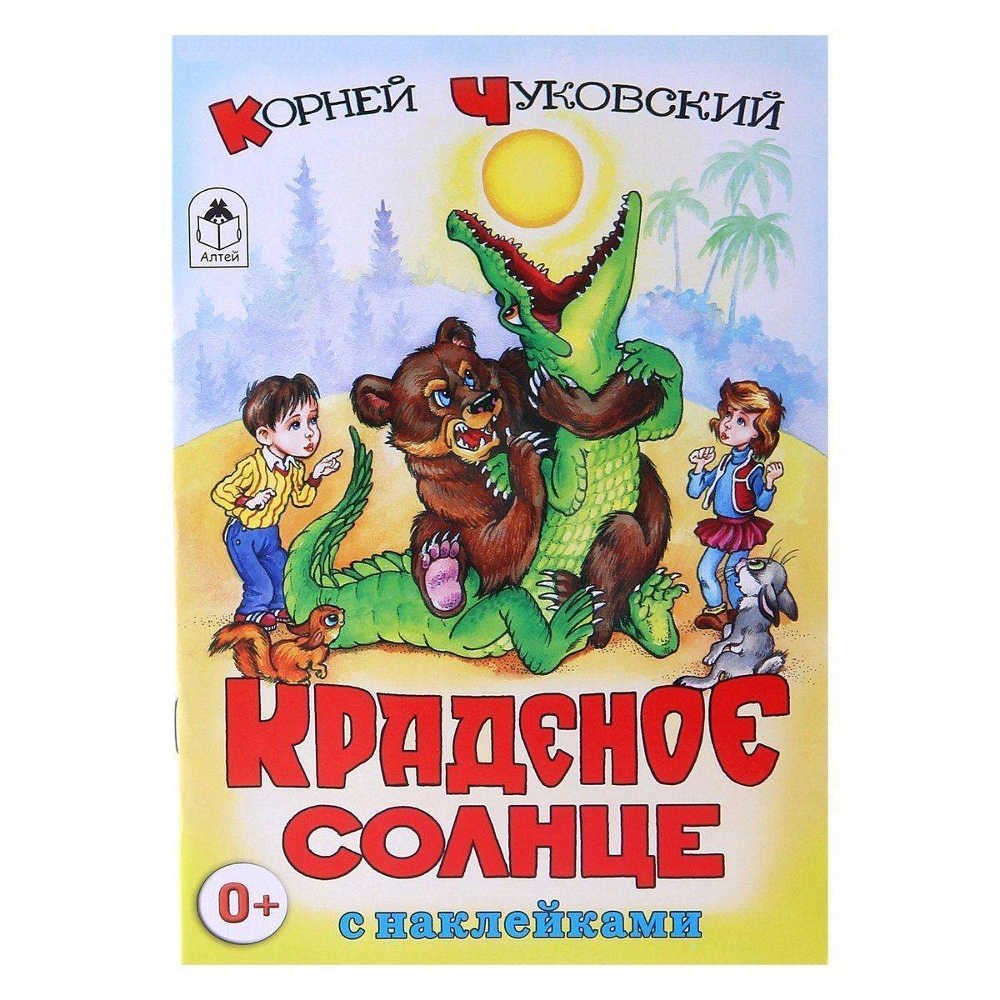 Корней Чуковский
Алтей
Краденое
солнце
0+
с наклейками